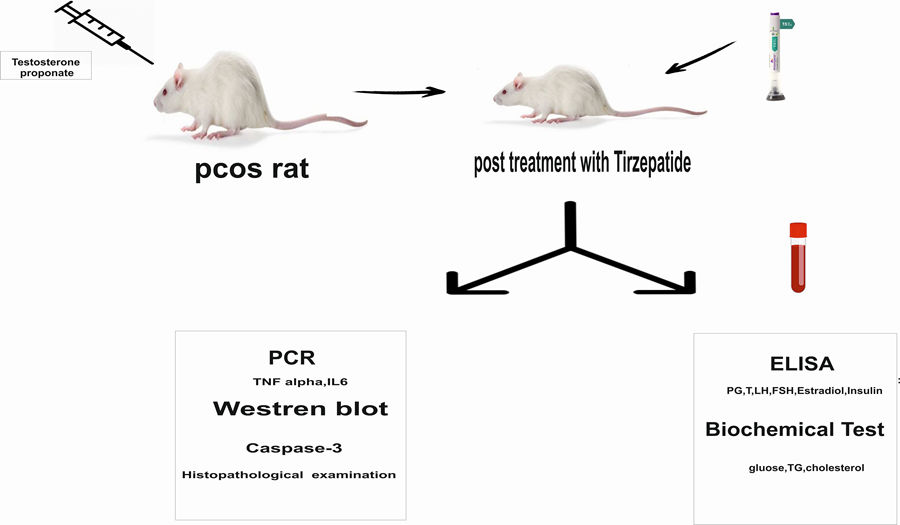 Testosterone
proponate
pcos rat
post treatment with Tirzepatide
PCR
TNF alpha,IL6
Westren blot
Caspase-3
Histopathological examination
ELISA
PG,T,LH,FSH,Estradiol,Insulin
Biochemical Test
gluose,TG,cholesterol